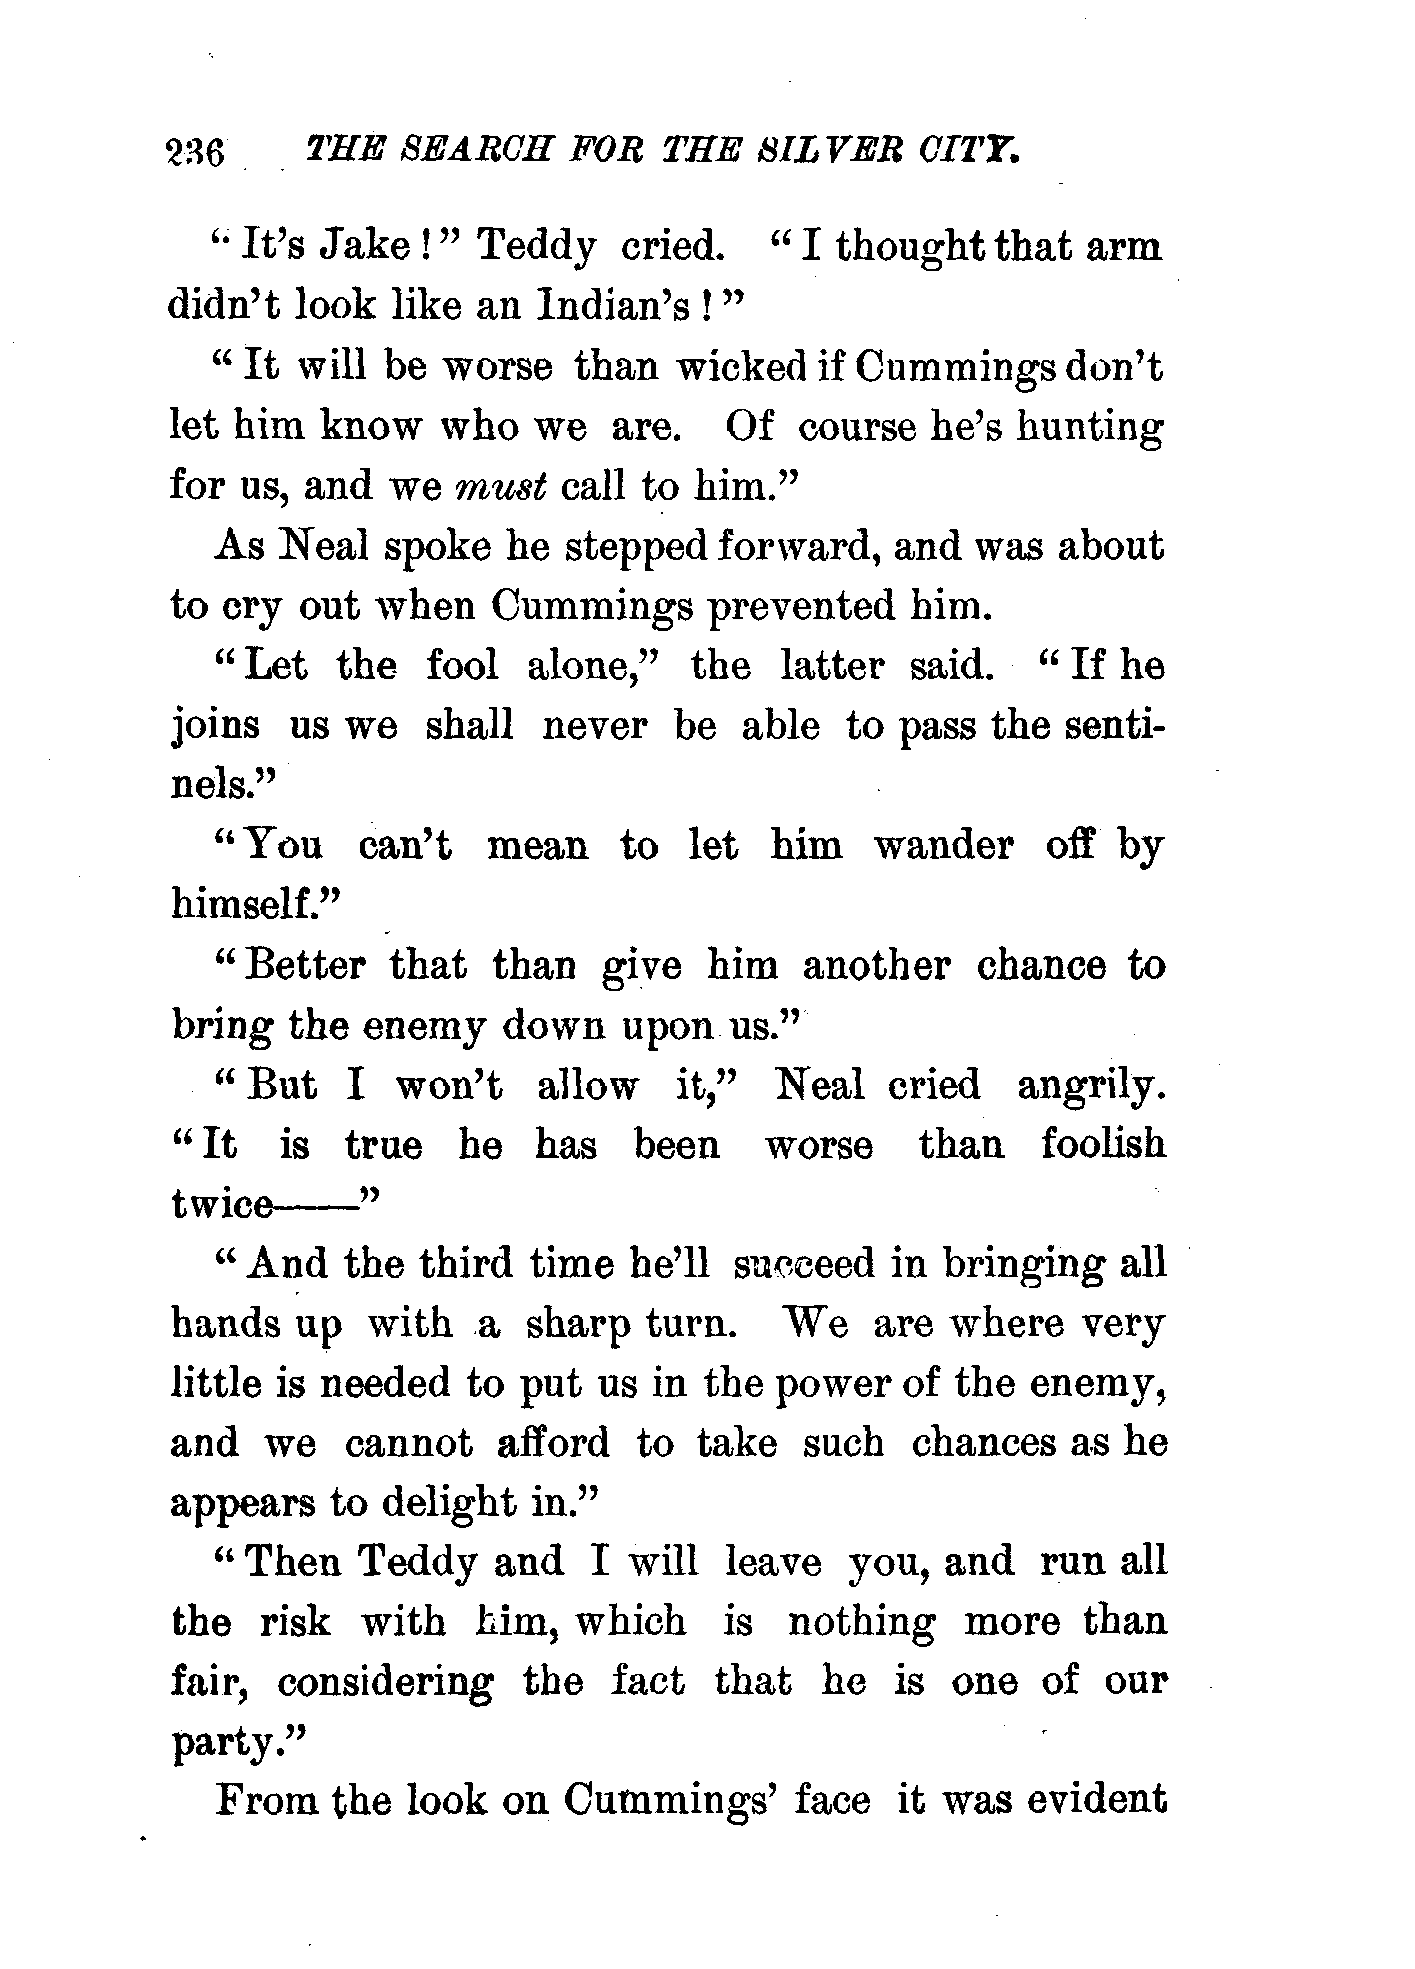 236 THE SEARCH FOR THE SILVER CITY.
“ It’s Jake ! ” Teddy cried. “ I thought that arm
didn’t look like an Indian’s ! ”
“ It will be worse than wicked if Cummings don’t
let him know who we are. Of course he’s hunting
for us, and we must call to him.”
As Neal spoke he stepped forward, and was about
to cry out when Cummings prevented him.
“ Let the fool alone,” the latter said. “ If he
joins us we shall never be able to pass the senti-
nels.”
“ You can’t mean to let him wander off by
himself.”
“ Better that than give him another chance to
bring the enemy down upon us.”
“ But I won’t allow it,” Neal cried angrily.
“ It is true he has been worse than foolish
twice——”
“ And the third time he’ll succeed in bringing all
hands up with a sharp turn. We are where very
little is needed to put us in the power of the enemy,
and we cannot afford to take such chances as he
appears to delight in.”
“ Then Teddy and I will leave you, and run all
the risk with him, which is nothing more than
fair, considering the fact that he is one of our
party.”
From the look on Cummings’ face it was evident